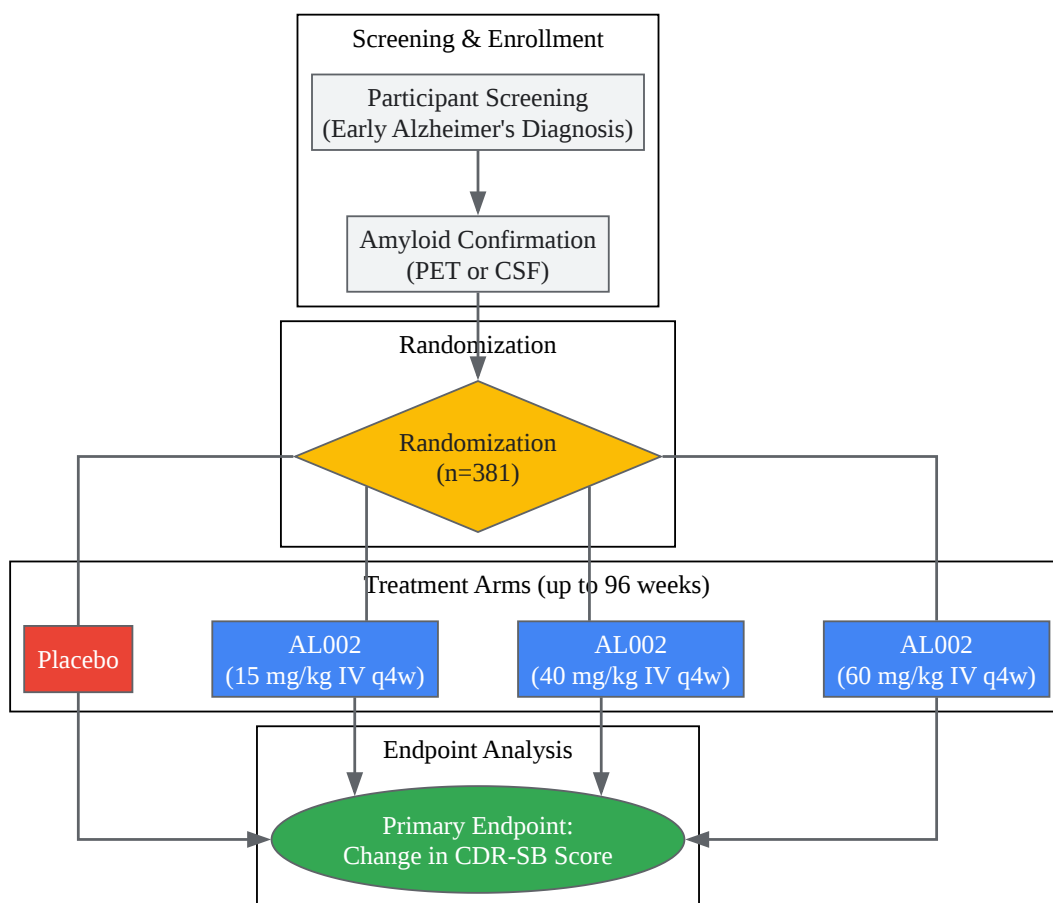 Screening & Enrollment
Participant Screening
(Early Alzheimer's Diagnosis)
Amyloid Confirmation
(PET or CSF)
Randomization
Randomization
(n=381)
Treatment Arms (up to 96 weeks)
Placebo
AL002
(15 mg/kg IV q4w)
AL002
(40 mg/kg IV q4w)
AL002
(60 mg/kg IV q4w)
Endpoint Analysis
Primary Endpoint:
Change in CDR-SB Score